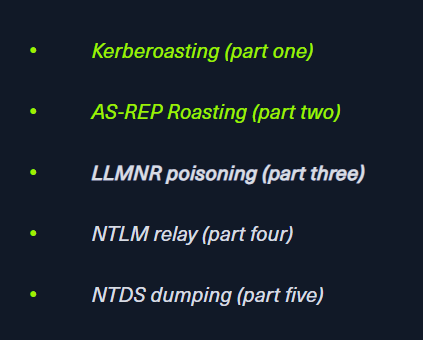 • Kerberoasting (part one)
• AS-REP Roasting (part two)
• LLMNR poisoning (part three)
• NTLM relay (part four)
• NTDS dumping (part five)